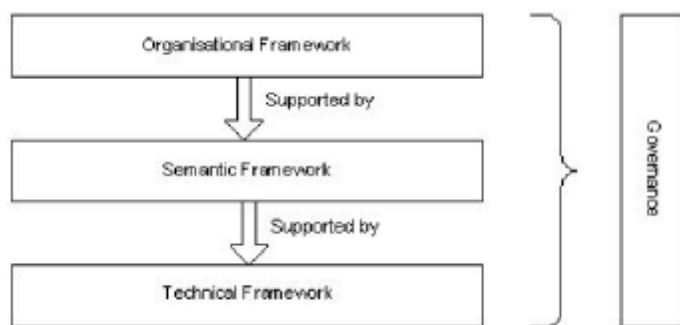 Organisational Framework
Supported by
Semantic Framework
Supported by
Technical Framework
Governance